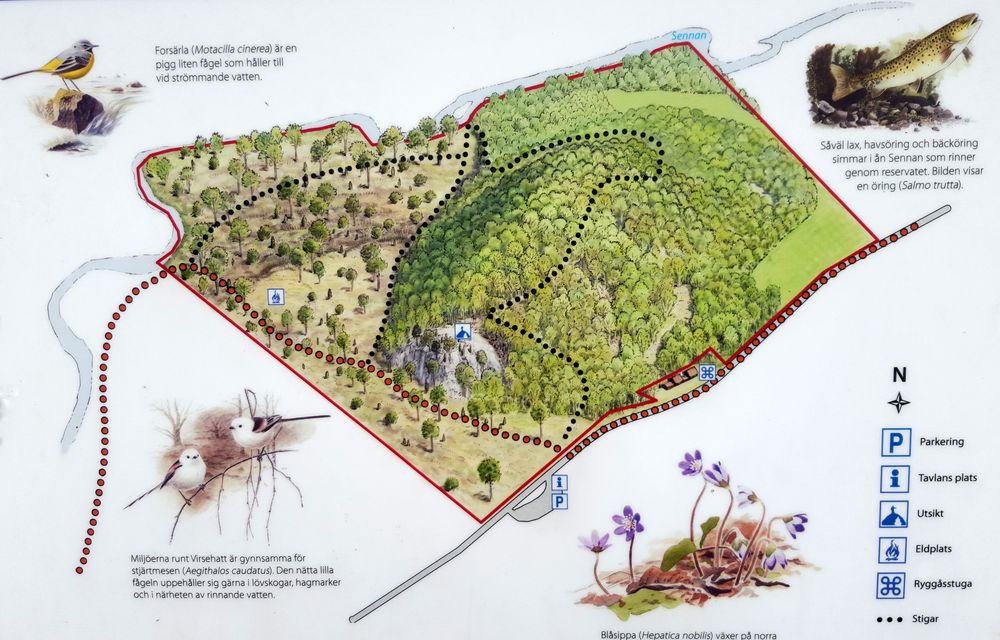 Forsärla (Motacilla cinerea) är en
pigg liten fågel som håller till
vid strömmande vatten.
Sennan
Såväl lax, havsöring och bäcköring
simmar i ån Sennan som rinner
genom reservatet. Bilden visar
en öring (Salmo trutta).
i
P
Miljöerna runt Virsehatt är gynnsamma för
stjärtmesen (Aegithalos caudatus). Den nätta lilla
fågeln uppehåller sig gärna i lövskogar, hagmarker
och i närheten av rinnande vatten.
N
P Parkering
i Tavlans plats
Utsikt
Eldplats
Ryggåsstuga
Stigar
Blåsippa (Hepatica nobilis) växer på norra